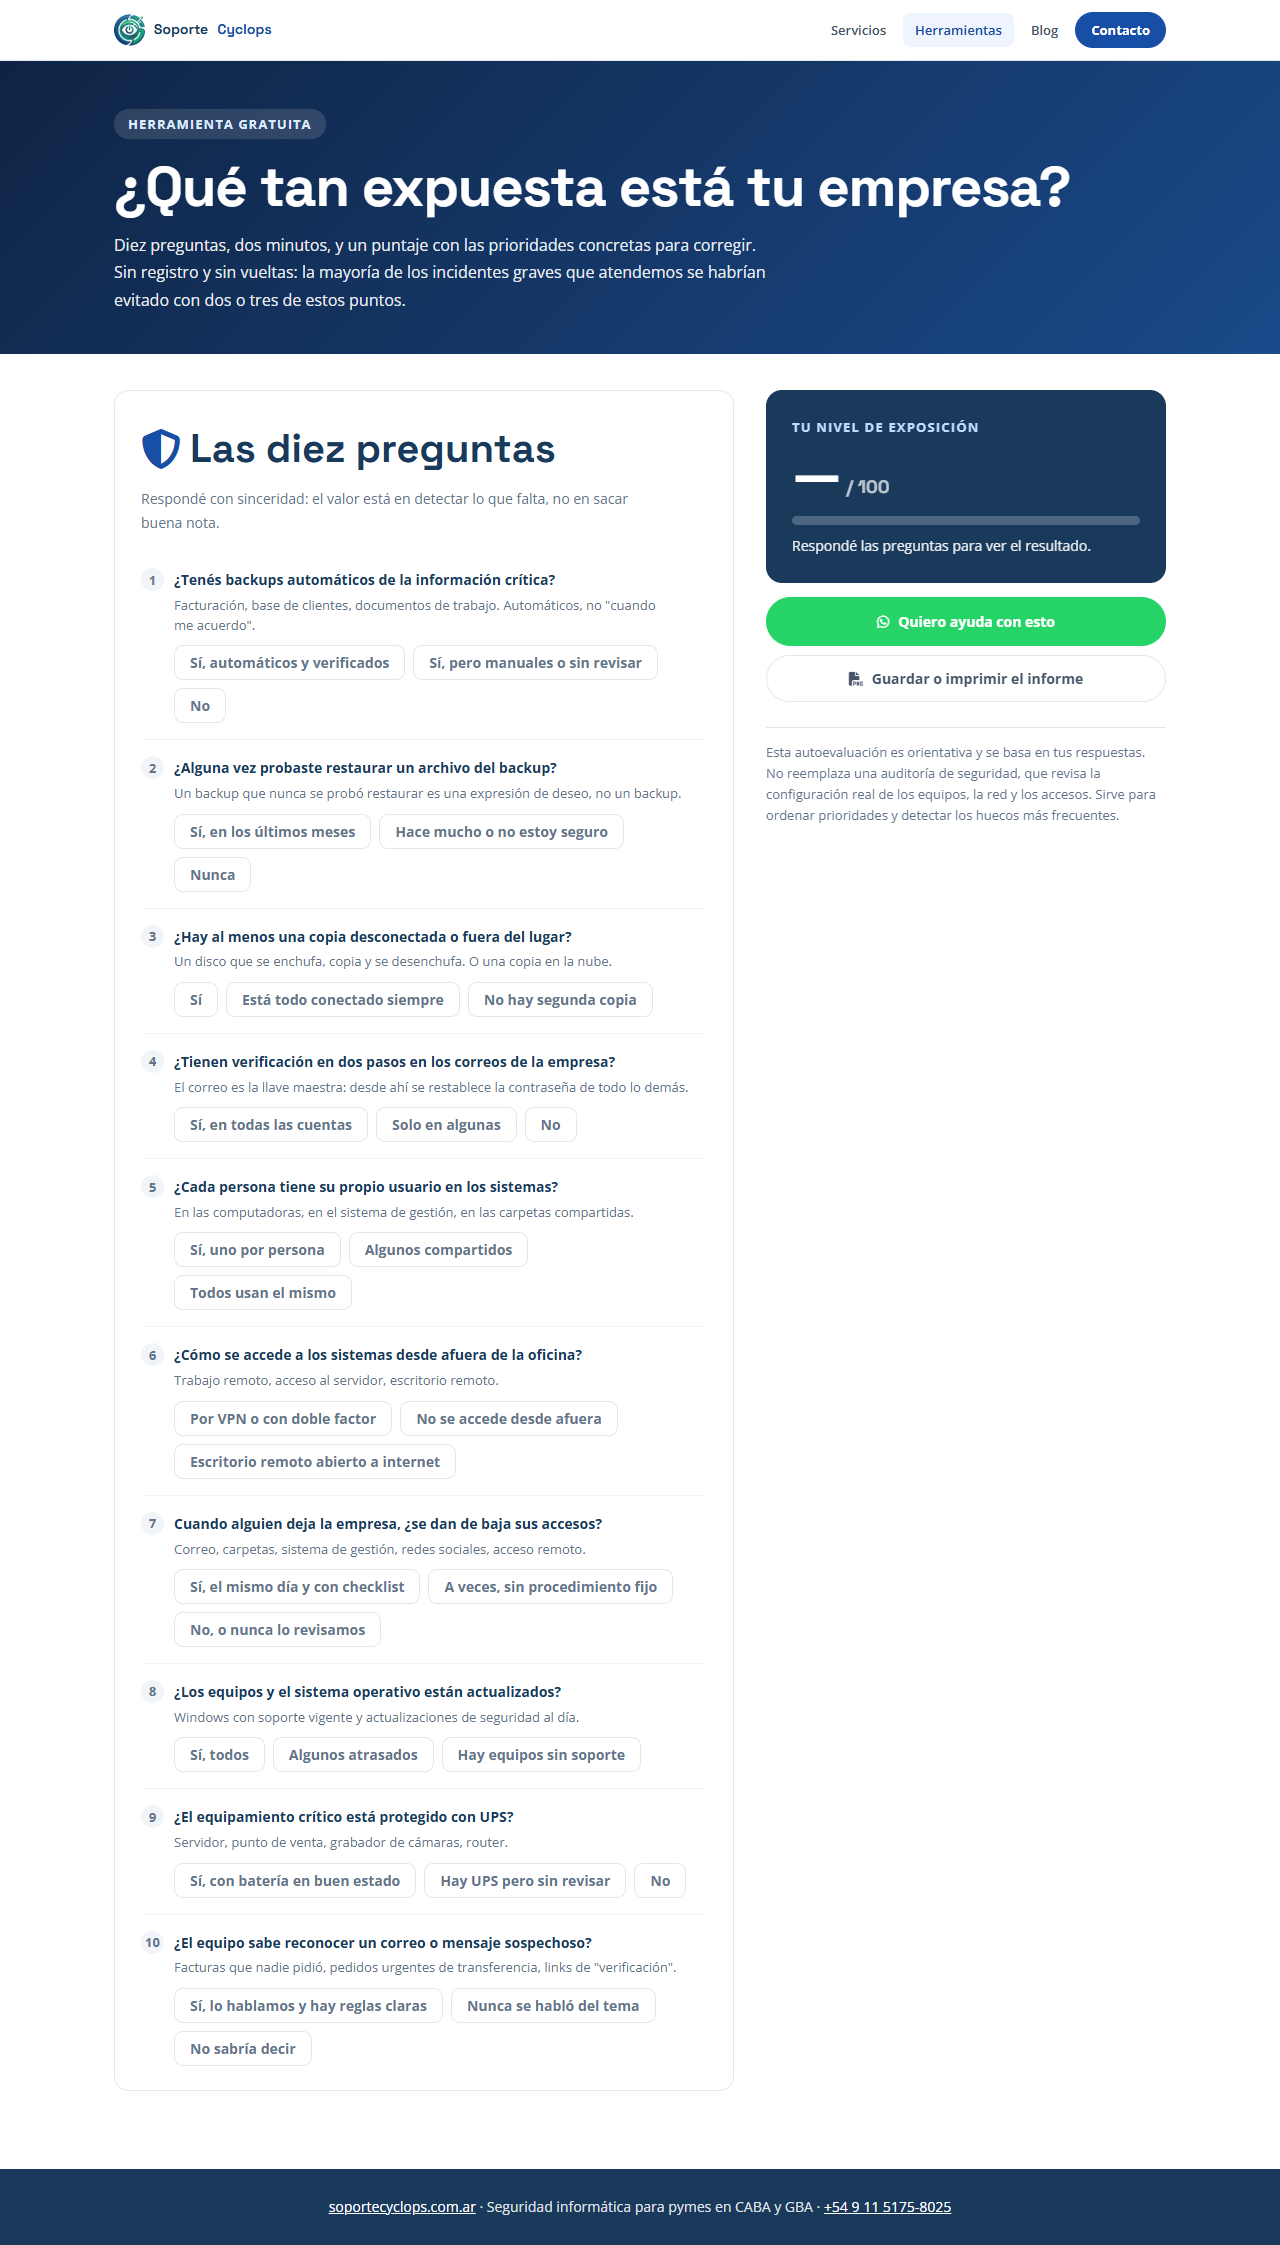 Soporte Cyclops
Servicios
Herramientas
Blog
Contacto
HERRAMIENTA GRATUITA
¿Qué tan expuesta está tu empresa?
Diez preguntas, dos minutos, y un puntaje con las prioridades concretas para corregir.
Sin registro y sin vueltas: la mayoría de los incidentes graves que atendemos se habrían
evitado con dos o tres de estos puntos.
Las diez preguntas
Respondé con sinceridad: el valor está en detectar lo que falta, no en sacar
buena nota.
1 ¿Tenés backups automáticos de la información crítica?
Facturación, base de clientes, documentos de trabajo. Automáticos, no "cuando
me acuerdo".
Sí, automáticos y verificados
Sí, pero manuales o sin revisar
No
2 ¿Alguna vez probaste restaurar un archivo del backup?
Un backup que nunca se probó restaurar es una expresión de deseo, no un backup.
Sí, en los últimos meses
Hace mucho o no estoy seguro
Nunca
3 ¿Hay al menos una copia desconectada o fuera del lugar?
Un disco que se enchufa, copia y se desenchufa. O una copia en la nube.
Sí
Está todo conectado siempre
No hay segunda copia
4 ¿Tienen verificación en dos pasos en los correos de la empresa?
El correo es la llave maestra: desde ahí se restablece la contraseña de todo lo demás.
Sí, en todas las cuentas
Solo en algunas
No
5 ¿Cada persona tiene su propio usuario en los sistemas?
En las computadoras, en el sistema de gestión, en las carpetas compartidas.
Sí, uno por persona
Algunos compartidos
Todos usan el mismo
6 ¿Cómo se accede a los sistemas desde afuera de la oficina?
Trabajo remoto, acceso al servidor, escritorio remoto.
Por VPN o con doble factor
No se accede desde afuera
Escritorio remoto abierto a internet
7 Cuando alguien deja la empresa, ¿se dan de baja sus accesos?
Correo, carpetas, sistema de gestión, redes sociales, acceso remoto.
Sí, el mismo día y con checklist
A veces, sin procedimiento fijo
No, o nunca lo revisamos
8 ¿Los equipos y el sistema operativo están actualizados?
Windows con soporte vigente y actualizaciones de seguridad al día.
Sí, todos
Algunos atrasados
Hay equipos sin soporte
9 ¿El equipamiento crítico está protegido con UPS?
Servidor, punto de venta, grabador de cámaras, router.
Sí, con batería en buen estado
Hay UPS pero sin revisar
No
10 ¿El equipo sabe reconocer un correo o mensaje sospechoso?
Facturas que nadie pidió, pedidos urgentes de transferencia, links de "verificación".
Sí, lo hablamos y hay reglas claras
Nunca se habló del tema
No sabría decir
TU NIVEL DE EXPOSICIÓN
— / 100
Respondé las preguntas para ver el resultado.
Quiero ayuda con esto
Guardar o imprimir el informe
Esta autoevaluación es orientativa y se basa en tus respuestas.
No reemplaza una auditoría de seguridad, que revisa la
configuración real de los equipos, la red y los accesos. Sirve para
ordenar prioridades y detectar los huecos más frecuentes.
soportecyclops.com.ar · Seguridad informática para pymes en CABA y GBA · +54 9 11 5175-8025